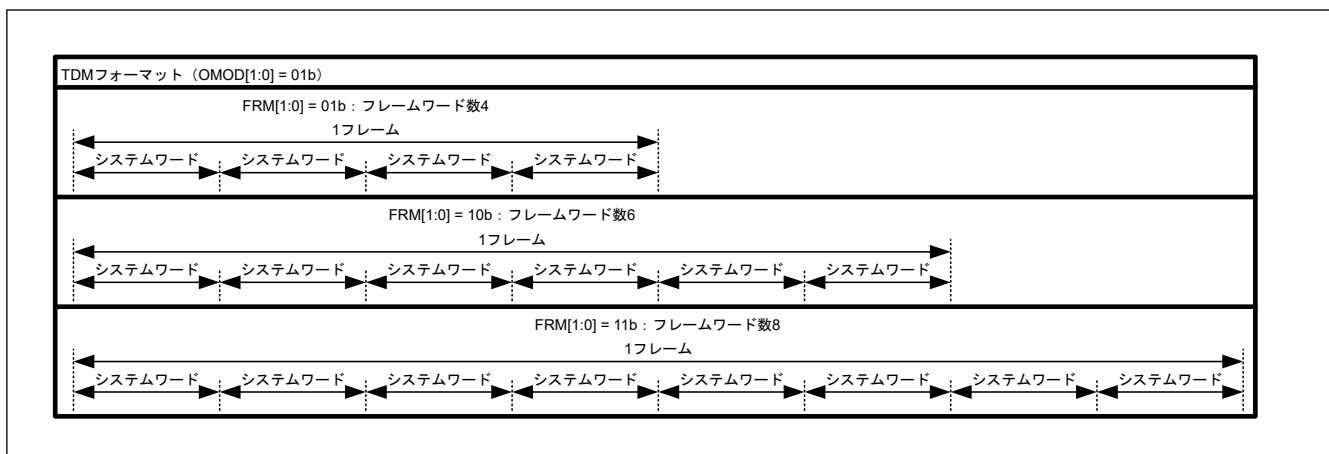 TDMフォーマット（OMOD[1:0] = 01b）
FRM[1:0] = 01b：フレームワード数4
1フレーム
システムワード システムワード システムワード システムワード
FRM[1:0] = 10b：フレームワード数6
1フレーム
システムワード システムワード システムワード システムワード システムワード システムワード
FRM[1:0] = 11b：フレームワード数8
1フレーム
システムワード システムワード システムワード システムワード システムワード システムワード システムワード システムワード